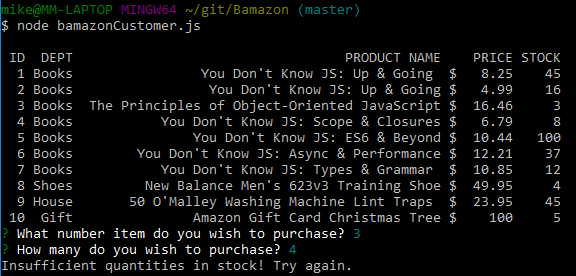 mike@MM-LAPTOP MINGW64 ~/git/Bamazon (master)
$ node bamazonCustomer.js
ID DEPT PRODUCT NAME PRICE STOCK
1 Books You Don't Know JS: Up & Going $ 8.25 45
2 Books You Don't Know JS: Up & Going $ 4.99 16
3 Books The Principles of Object-Oriented JavaScript $ 16.46 3
4 Books You Don't Know JS: Scope & Closures $ 6.79 8
5 Books You Don't Know JS: ES6 & Beyond $ 10.44 100
6 Books You Don't Know JS: Async & Performance $ 12.21 37
7 Books You Don't Know JS: Types & Grammar $ 10.85 12
8 Shoes New Balance Men's 623v3 Training Shoe $ 49.95 4
9 House 50 O'Malley Washing Machine Lint Traps $ 23.95 45
10 Gift Amazon Gift Card Christmas Tree $ 100 5
? What number item do you wish to purchase? 3
? How many do you wish to purchase? 4
Insufficient quantities in stock! Try again.